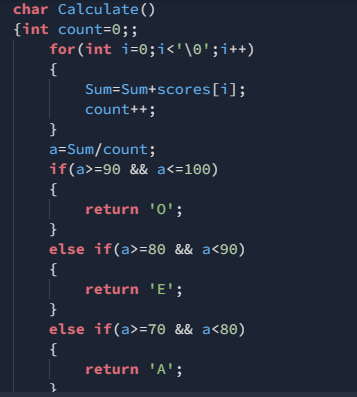 char Calculate()
{int count=0;;
for(int i=0;i<'\0';i++)
{
Sum=Sum+scores[i];
count++;
}
a=Sum/count;
if(a>=90 && a<=100)
{
return 'O';
}
else if(a>=80 && a<90)
{
return 'E';
}
else if(a>=70 && a<80)
{
return 'A';
}